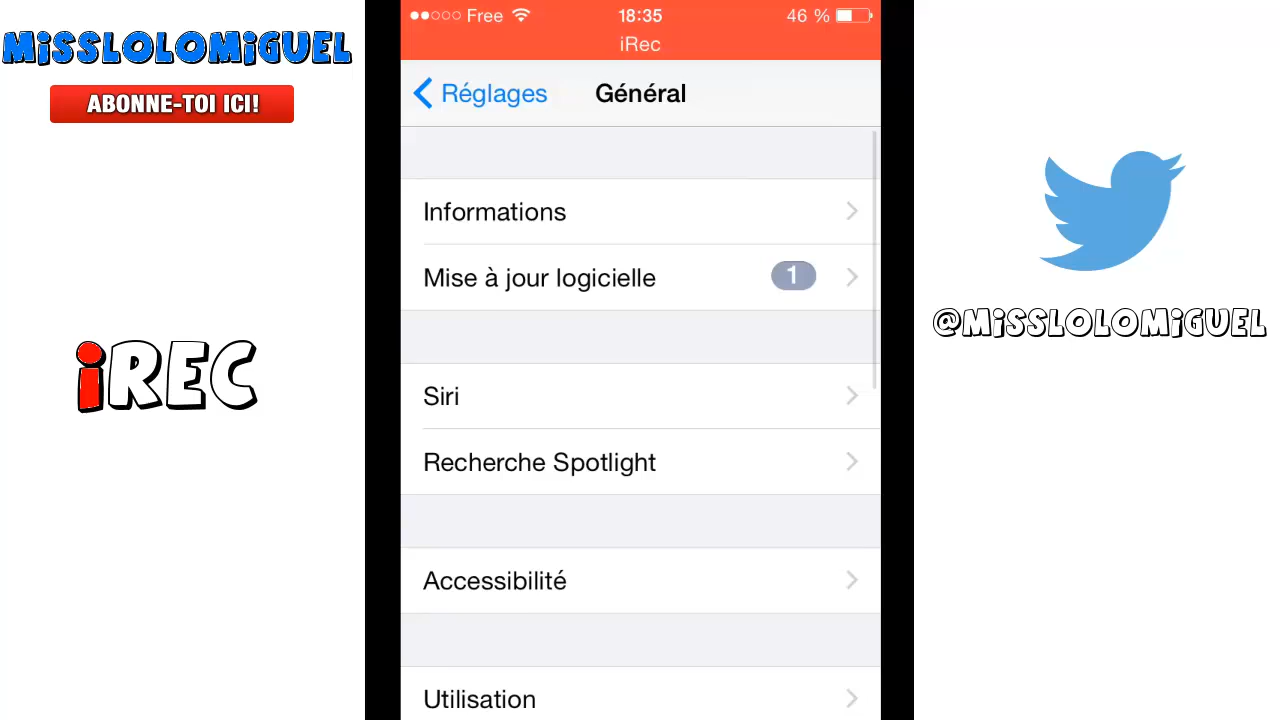 MiSSLOLOMiGUEL
ABONNE-TOI ICI!
iREC
Free 18:35 46 %
iRec
Réglages Général
Informations
Mise à jour logicielle 1
Siri
Recherche Spotlight
Accessibilité
Utilisation
@MiSSLOLOMiGUEL